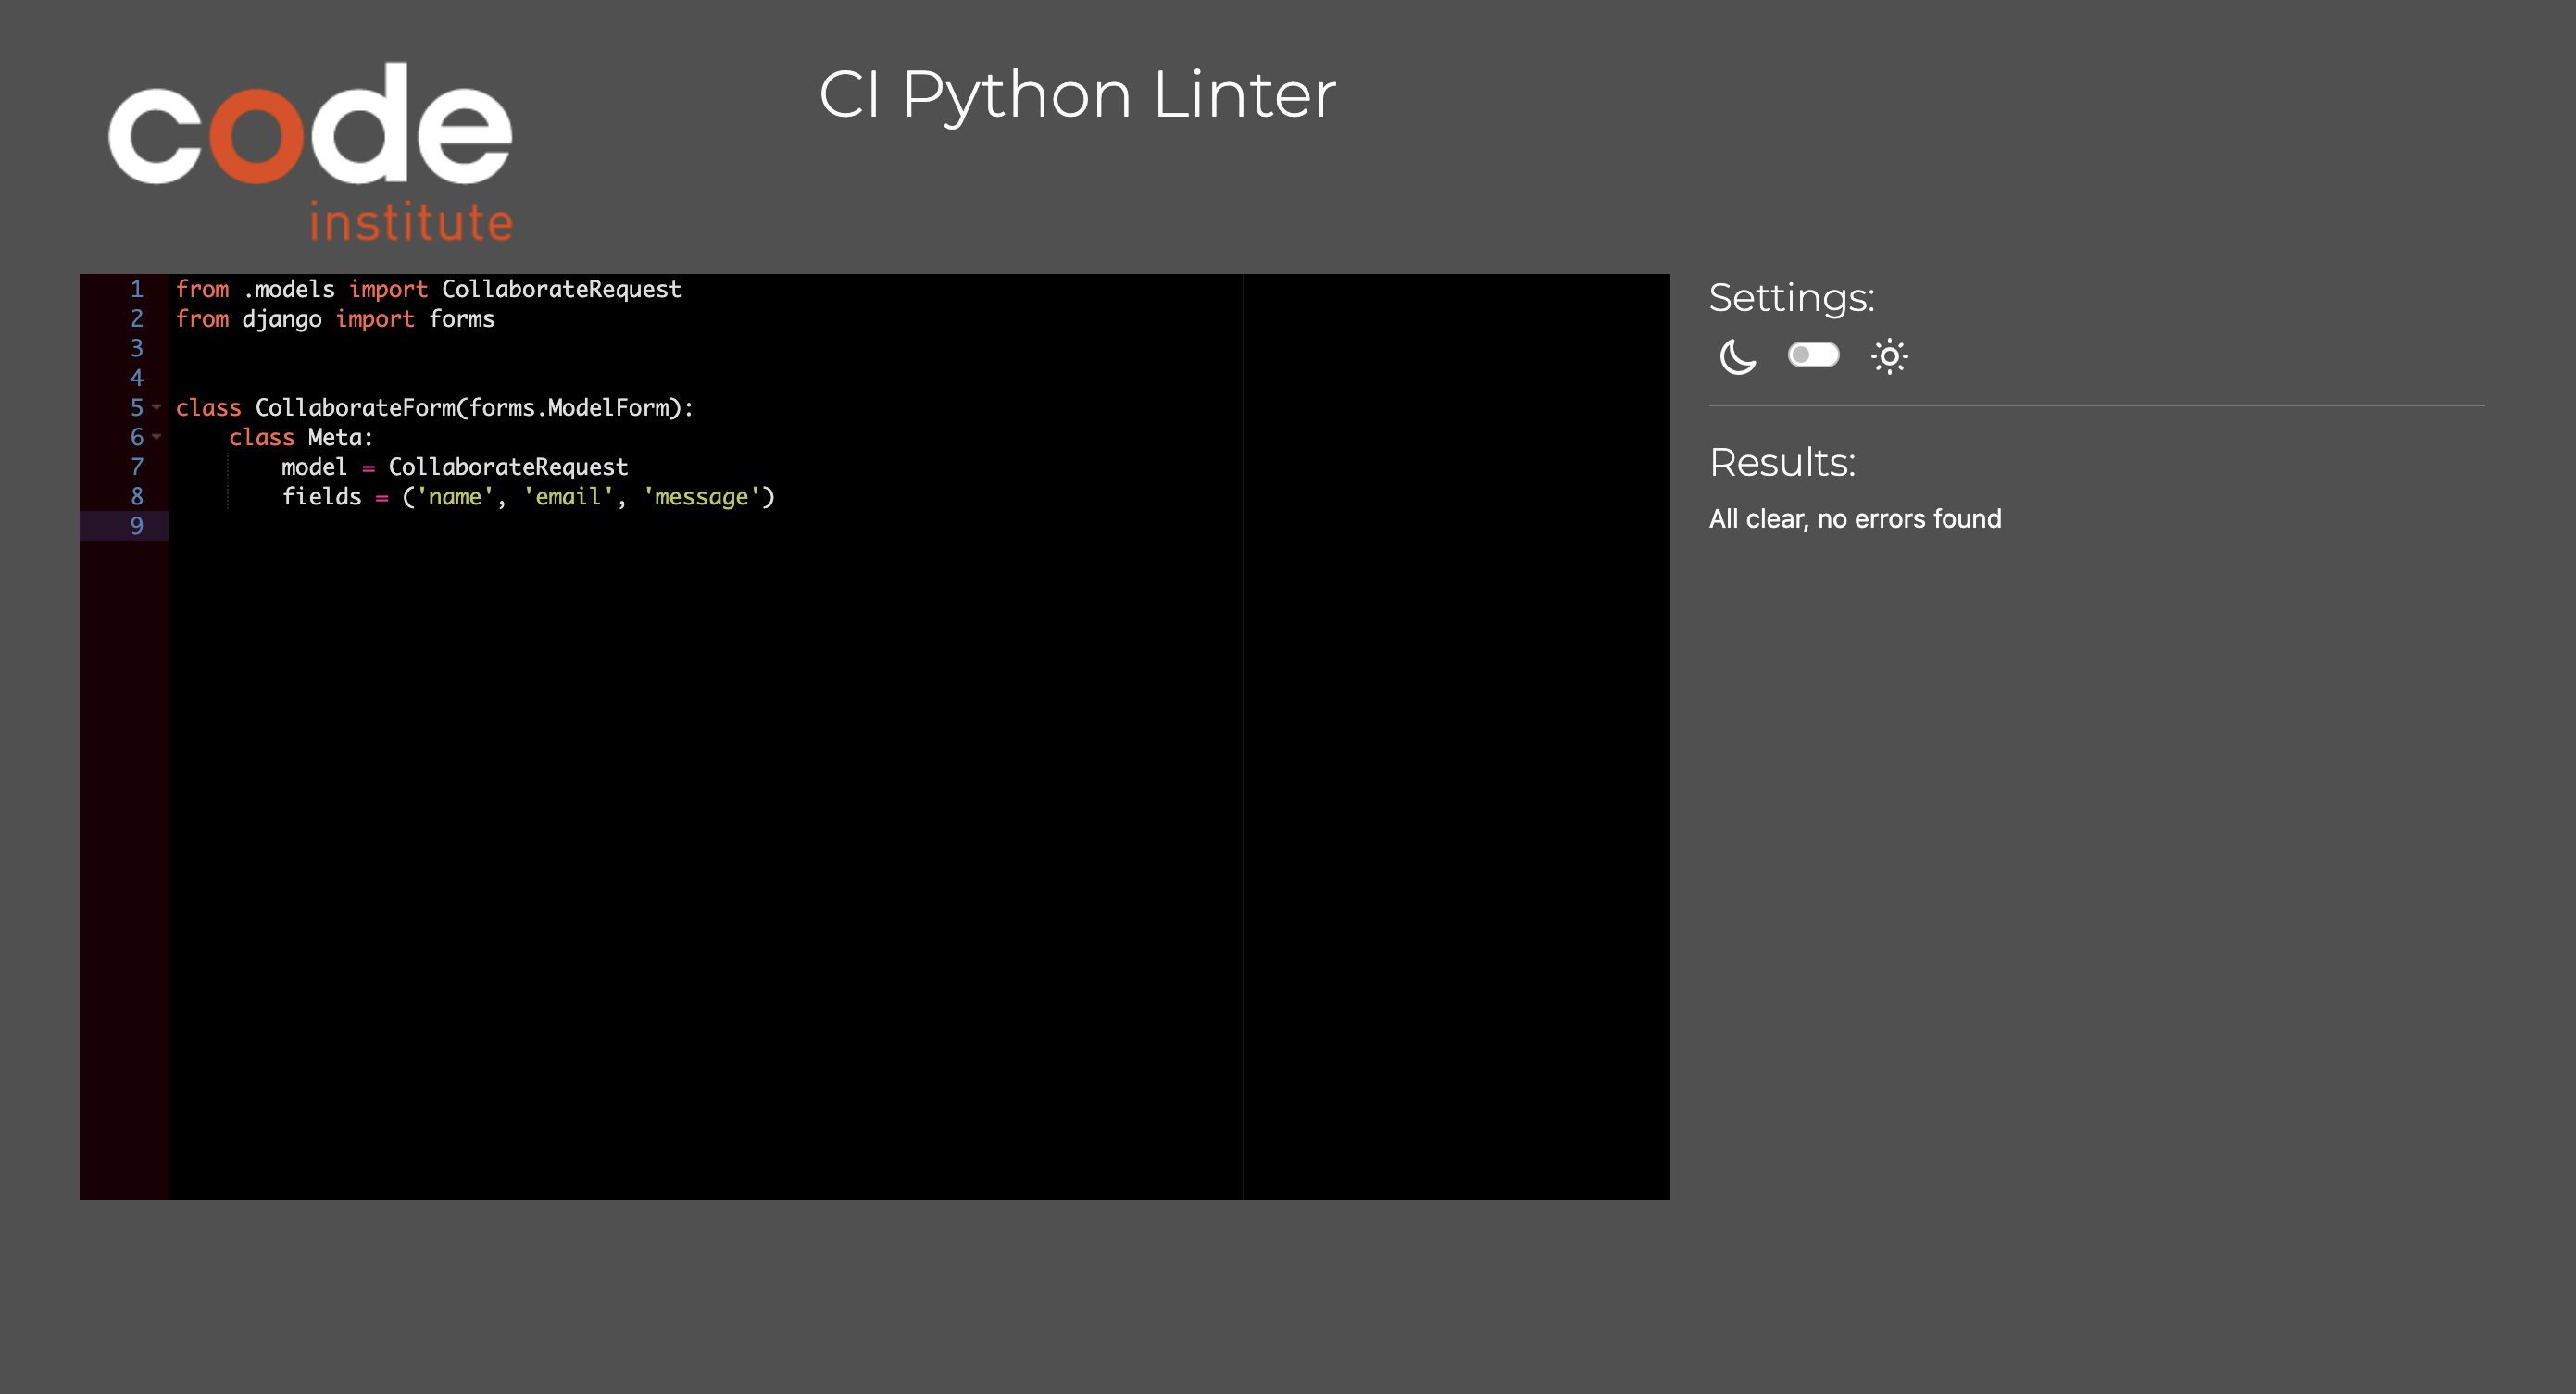 code
institute
CI Python Linter
1 from .models import CollaborateRequest
2 from django import forms
3
4
5 class CollaborateForm(forms.ModelForm):
6     class Meta:
7         model = CollaborateRequest
8         fields = ('name', 'email', 'message')
9
Settings:
Results:
All clear, no errors found